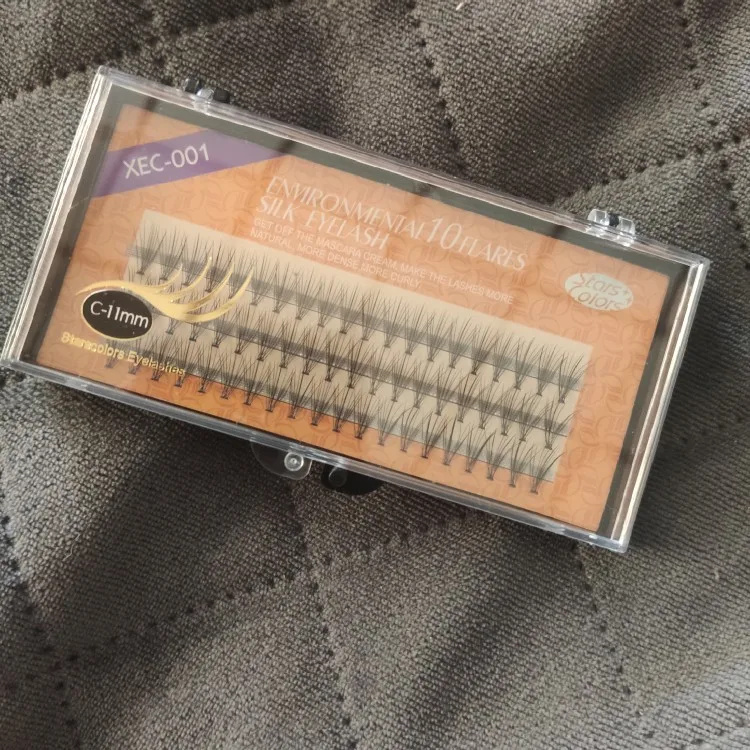 XEC-001
ENVIRONMENTAL 10 FLARES
SILK EYELASH
GET OFF THE MASCARA CREAM. MAKE THE LASHES MORE
NATURAL, MORE DENSE MORE CURLY.
Stars
Colors
C-11mm
Starscolors Eyelashes